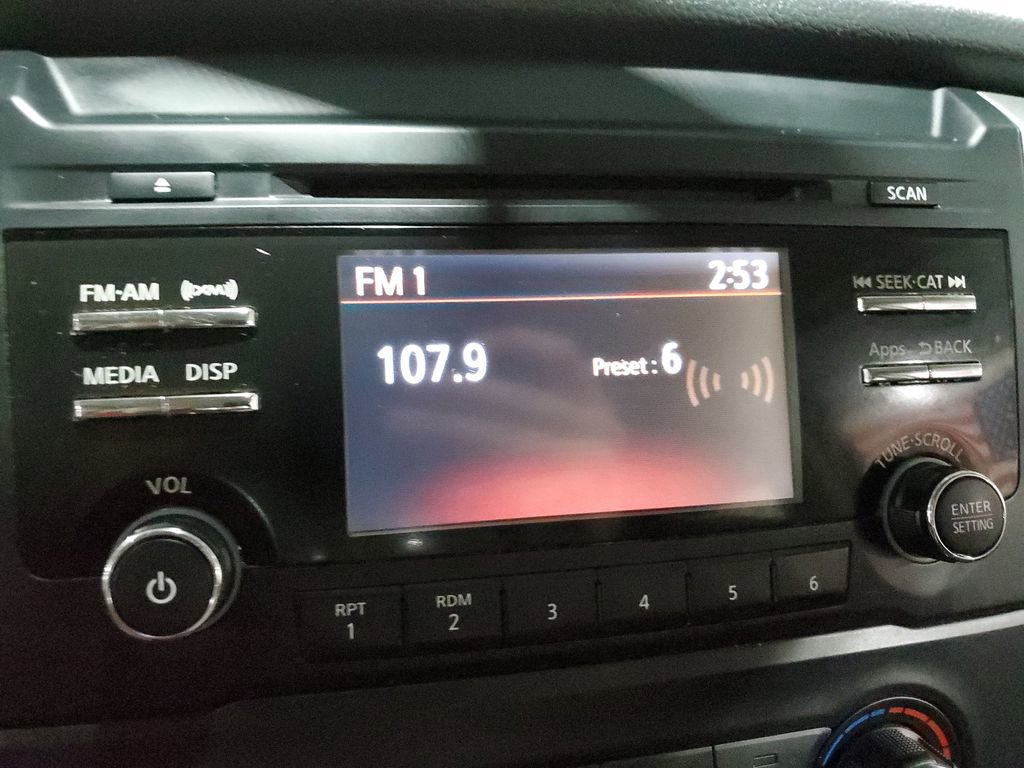 SCAN
FM·AM ((XM))
FM 1 2:53
SEEK·CAT
107.9 Preset : 6
Apps BACK
MEDIA DISP
TUNE·SCROLL
VOL
ENTER
SETTING
RPT RDM
1 2 3 4 5 6